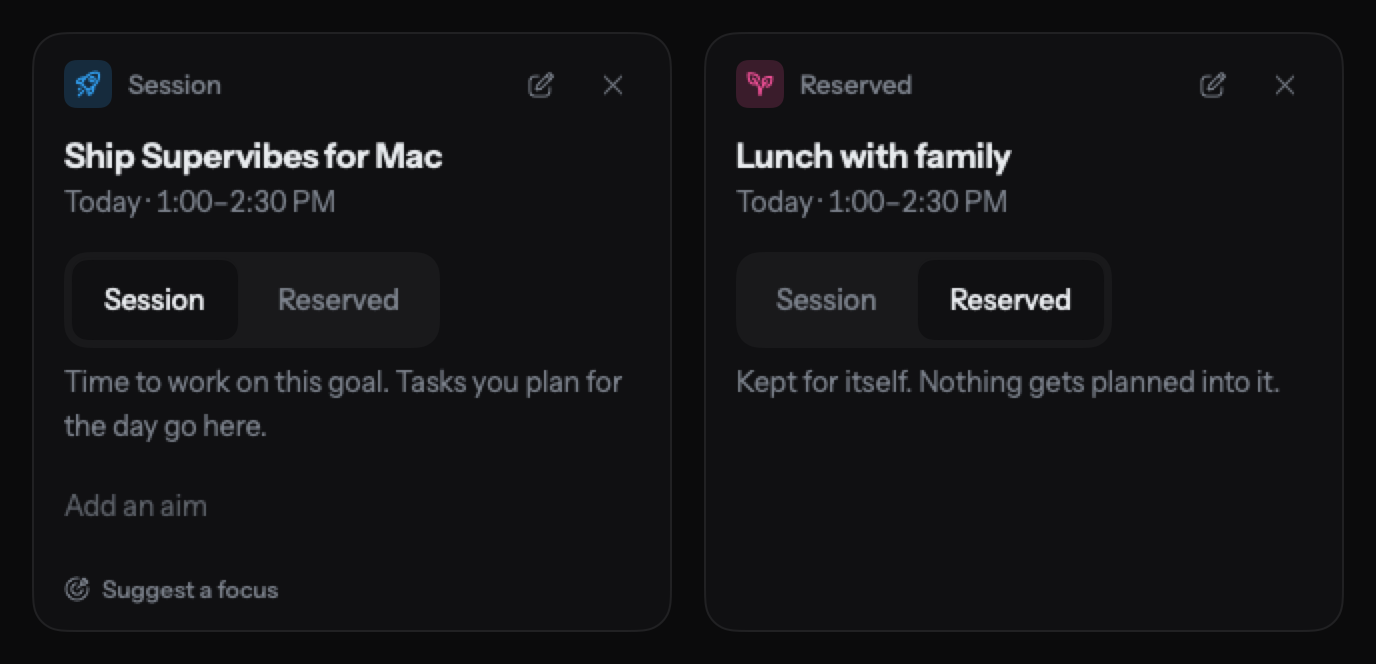 Session
Ship Supervibes for Mac
Today · 1:00–2:30 PM
Session Reserved
Time to work on this goal. Tasks you plan for
the day go here.
Add an aim
Suggest a focus
Reserved
Lunch with family
Today · 1:00–2:30 PM
Session Reserved
Kept for itself. Nothing gets planned into it.